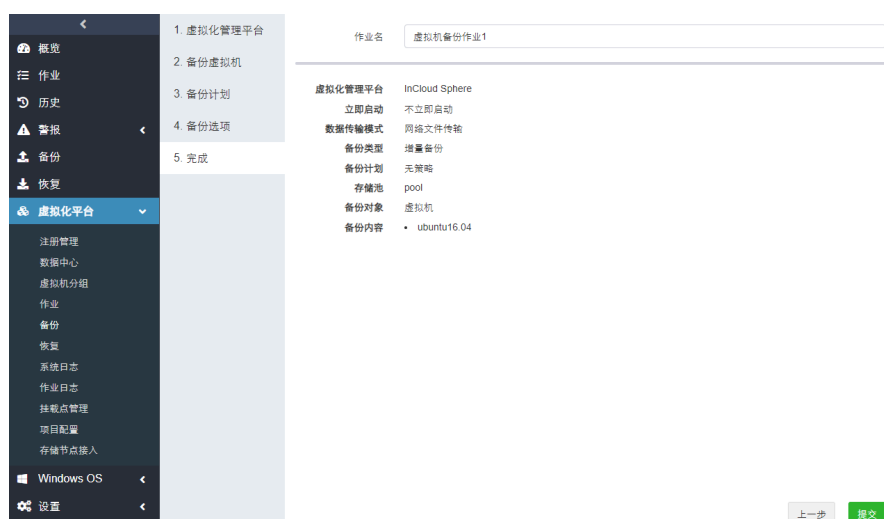 概览
作业
历史
警报
备份
恢复
虚拟化平台
注册管理
数据中心
虚拟机分组
作业
备份
恢复
系统日志
作业日志
挂载点管理
项目配置
存储节点接入
Windows OS
设置
1. 虚拟化管理平台
2. 备份虚拟机
3. 备份计划
4. 备份选项
5. 完成
作业名 虚拟机备份作业1
虚拟化管理平台 InCloud Sphere
立即启动 不立即启动
数据传输模式 网络文件传输
备份类型 增量备份
备份计划 无策略
存储池 pool
备份对象 虚拟机
备份内容 • ubuntu16.04
上一步 提交